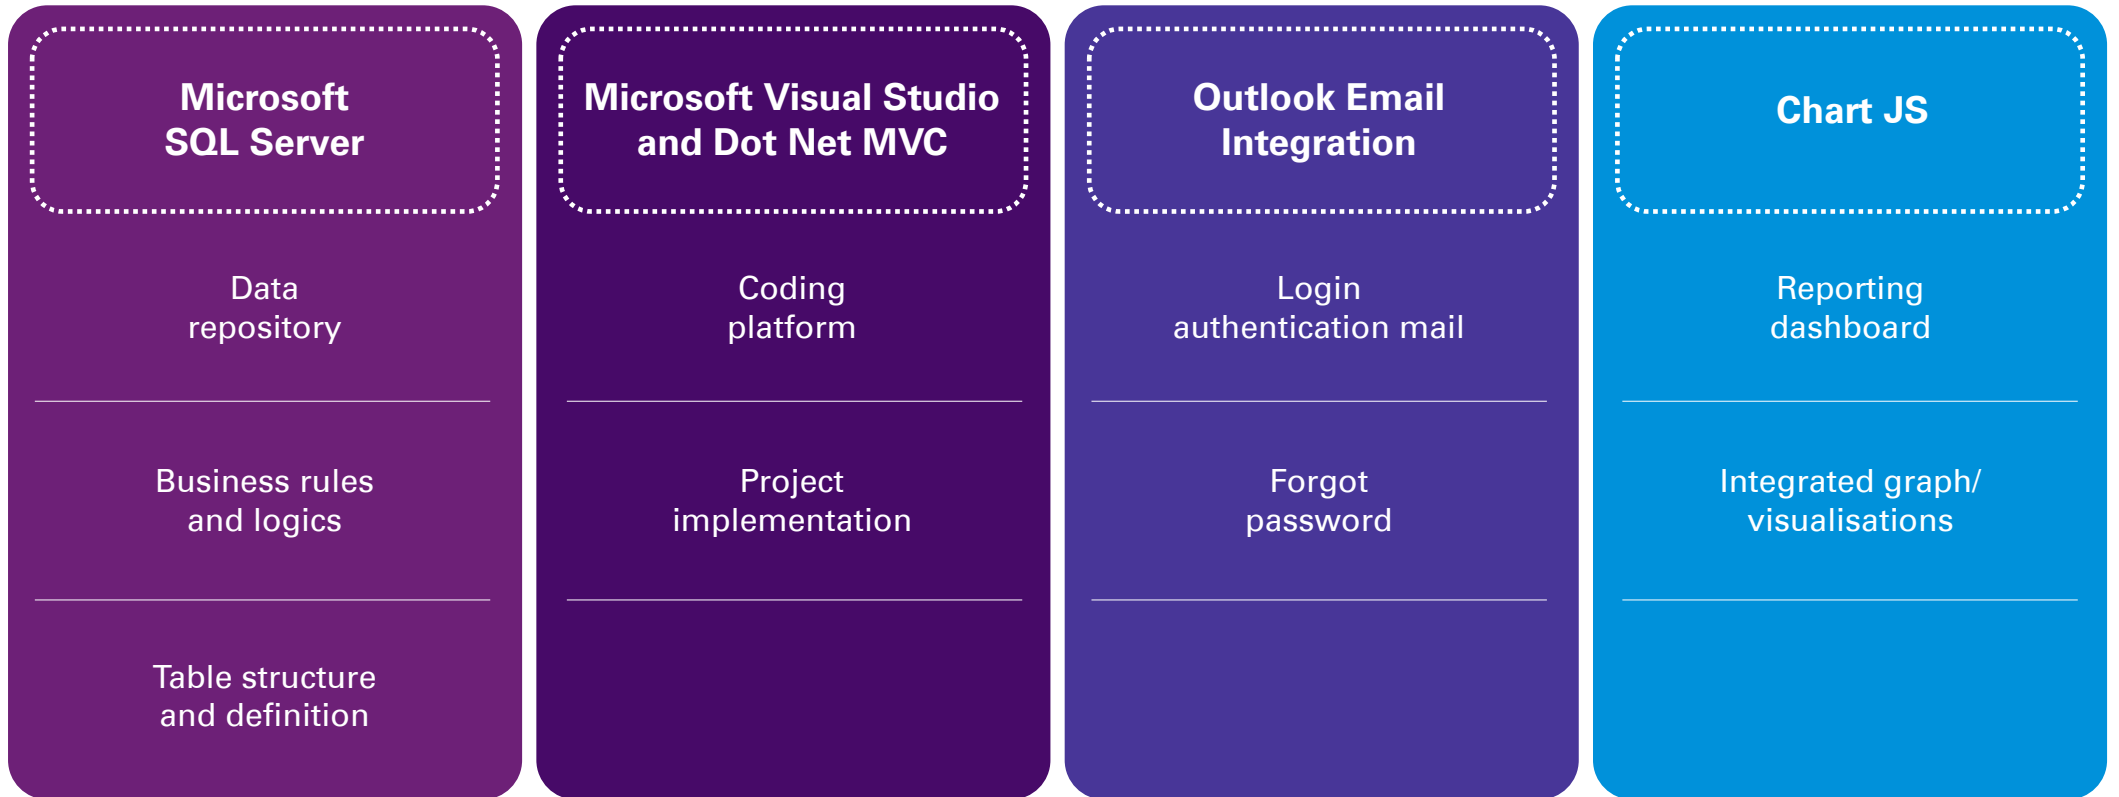 Microsoft
SQL Server
Data
repository
Business rules
and logics
Table structure
and definition
Microsoft Visual Studio
and Dot Net MVC
Coding
platform
Project
implementation
Outlook Email
Integration
Login
authentication mail
Forgot
password
Chart JS
Reporting
dashboard
Integrated graph/
visualisations